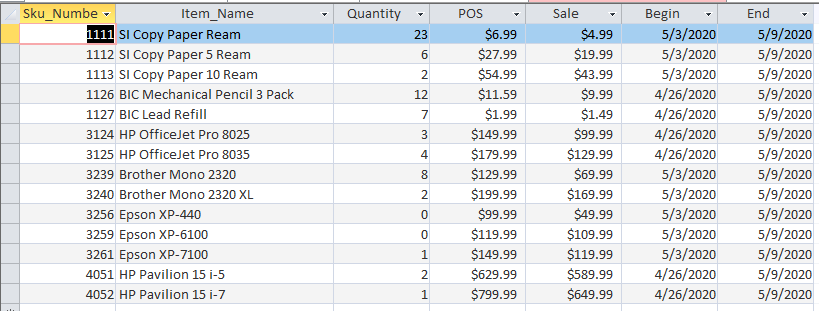 Sku_Numbe Item_Name Quantity POS Sale Begin End
1111 SI Copy Paper Ream 23 $6.99 $4.99 5/3/2020 5/9/2020
1112 SI Copy Paper 5 Ream 6 $27.99 $19.99 5/3/2020 5/9/2020
1113 SI Copy Paper 10 Ream 2 $54.99 $43.99 5/3/2020 5/9/2020
1126 BIC Mechanical Pencil 3 Pack 12 $11.59 $9.99 4/26/2020 5/9/2020
1127 BIC Lead Refill 7 $1.99 $1.49 4/26/2020 5/9/2020
3124 HP OfficeJet Pro 8025 3 $149.99 $99.99 4/26/2020 5/9/2020
3125 HP OfficeJet Pro 8035 4 $179.99 $129.99 4/26/2020 5/9/2020
3239 Brother Mono 2320 8 $129.99 $69.99 5/3/2020 5/9/2020
3240 Brother Mono 2320 XL 2 $199.99 $169.99 5/3/2020 5/9/2020
3256 Epson XP-440 0 $99.99 $49.99 5/3/2020 5/9/2020
3259 Epson XP-6100 0 $119.99 $109.99 5/3/2020 5/9/2020
3261 Epson XP-7100 1 $149.99 $119.99 5/3/2020 5/9/2020
4051 HP Pavilion 15 i-5 2 $629.99 $589.99 4/26/2020 5/9/2020
4052 HP Pavilion 15 i-7 1 $799.99 $649.99 4/26/2020 5/9/2020